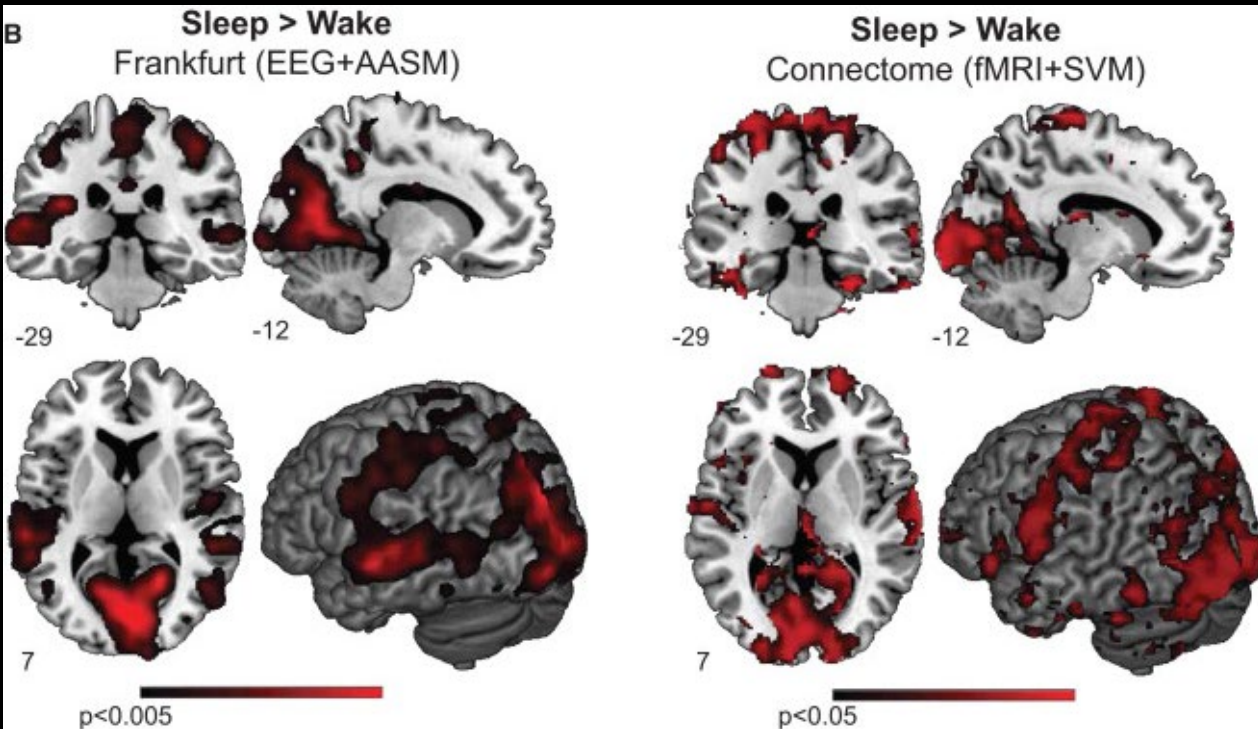 B
Sleep > Wake
Frankfurt (EEG+AASM)
-29
-12
7
p<0.005
Sleep > Wake
Connectome (fMRI+SVM)
-29
-12
7
p<0.05